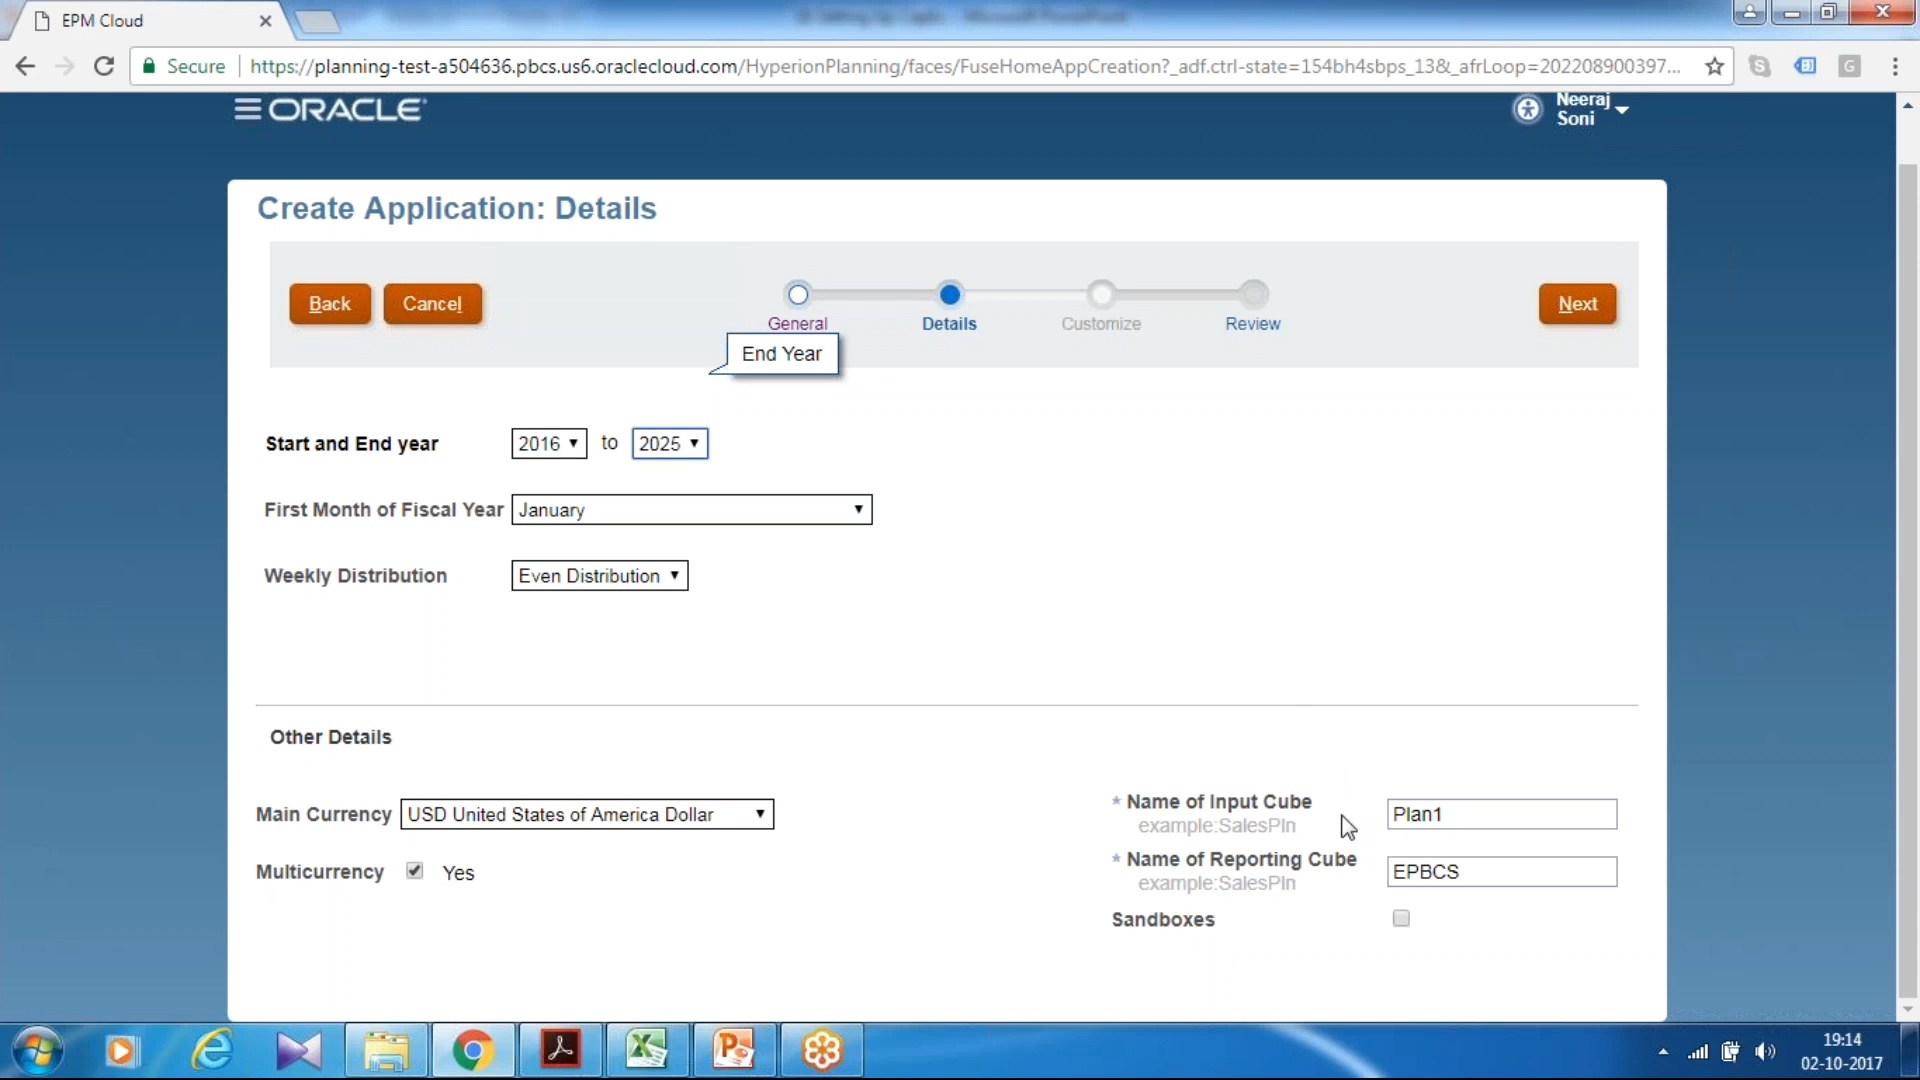 EPM Cloud
Secure https://planning-test-a504636.pbcs.us6.oraclecloud.com/HyperionPlanning/faces/FuseHomeAppCreation?_adf.ctrl-state=154bh4sbps_13&_afrLoop=202208900397...
ORACLE
Neeraj
Soni
Create Application: Details
Back Cancel
General Details Customize Review
Next
End Year
Start and End year 2016 to 2025
First Month of Fiscal Year January
Weekly Distribution Even Distribution
Other Details
Main Currency USD United States of America Dollar
* Name of Input Cube Plan1
example:SalesPln
Multicurrency Yes
* Name of Reporting Cube EPBCS
example:SalesPln
Sandboxes
19:14
02-10-2017